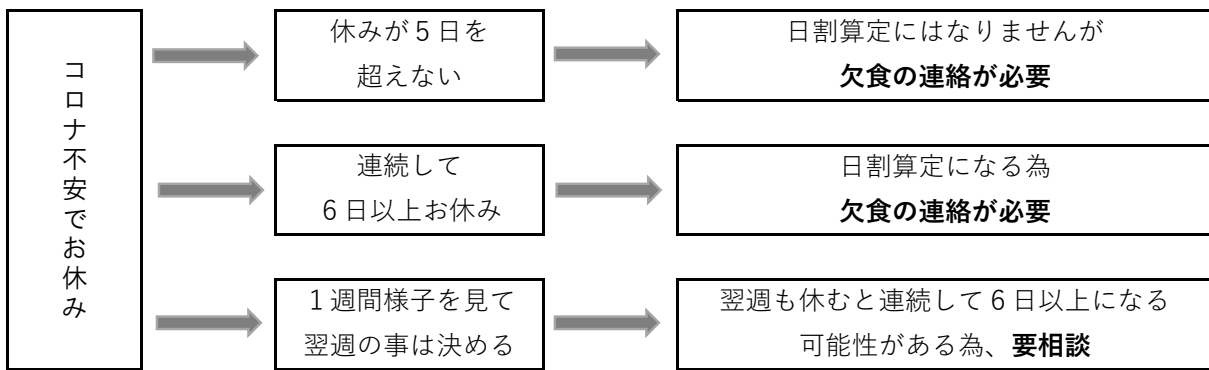 コロナ不安でお休み
休みが５日を
超えない
日割算定にはなりませんが
欠食の連絡が必要
連続して
６日以上お休み
日割算定になる為
欠食の連絡が必要
１週間様子を見て
翌週の事は決める
翌週も休むと連続して６日以上になる
可能性がある為、要相談